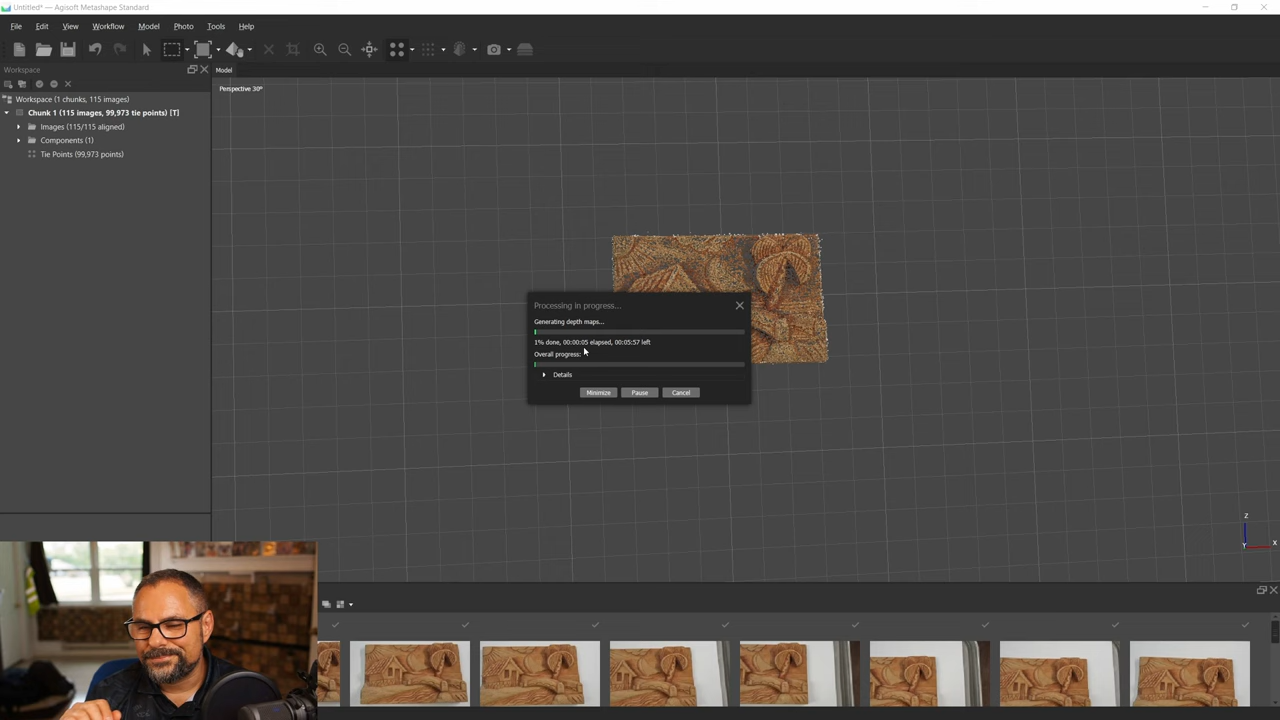 Untitled* — Agisoft Metashape Standard
File Edit View Workflow Model Photo Tools Help
Workspace
Model
Perspective 30°
Workspace (1 chunks, 115 images)
Chunk 1 (115 images, 99,973 tie points) [T]
Images (115/115 aligned)
Components (1)
Tie Points (99,973 points)
Processing in progress...
Generating depth maps...
1% done, 00:00:05 elapsed, 00:05:57 left
Overall progress:
Details
Minimize Pause Cancel
Z
Y X